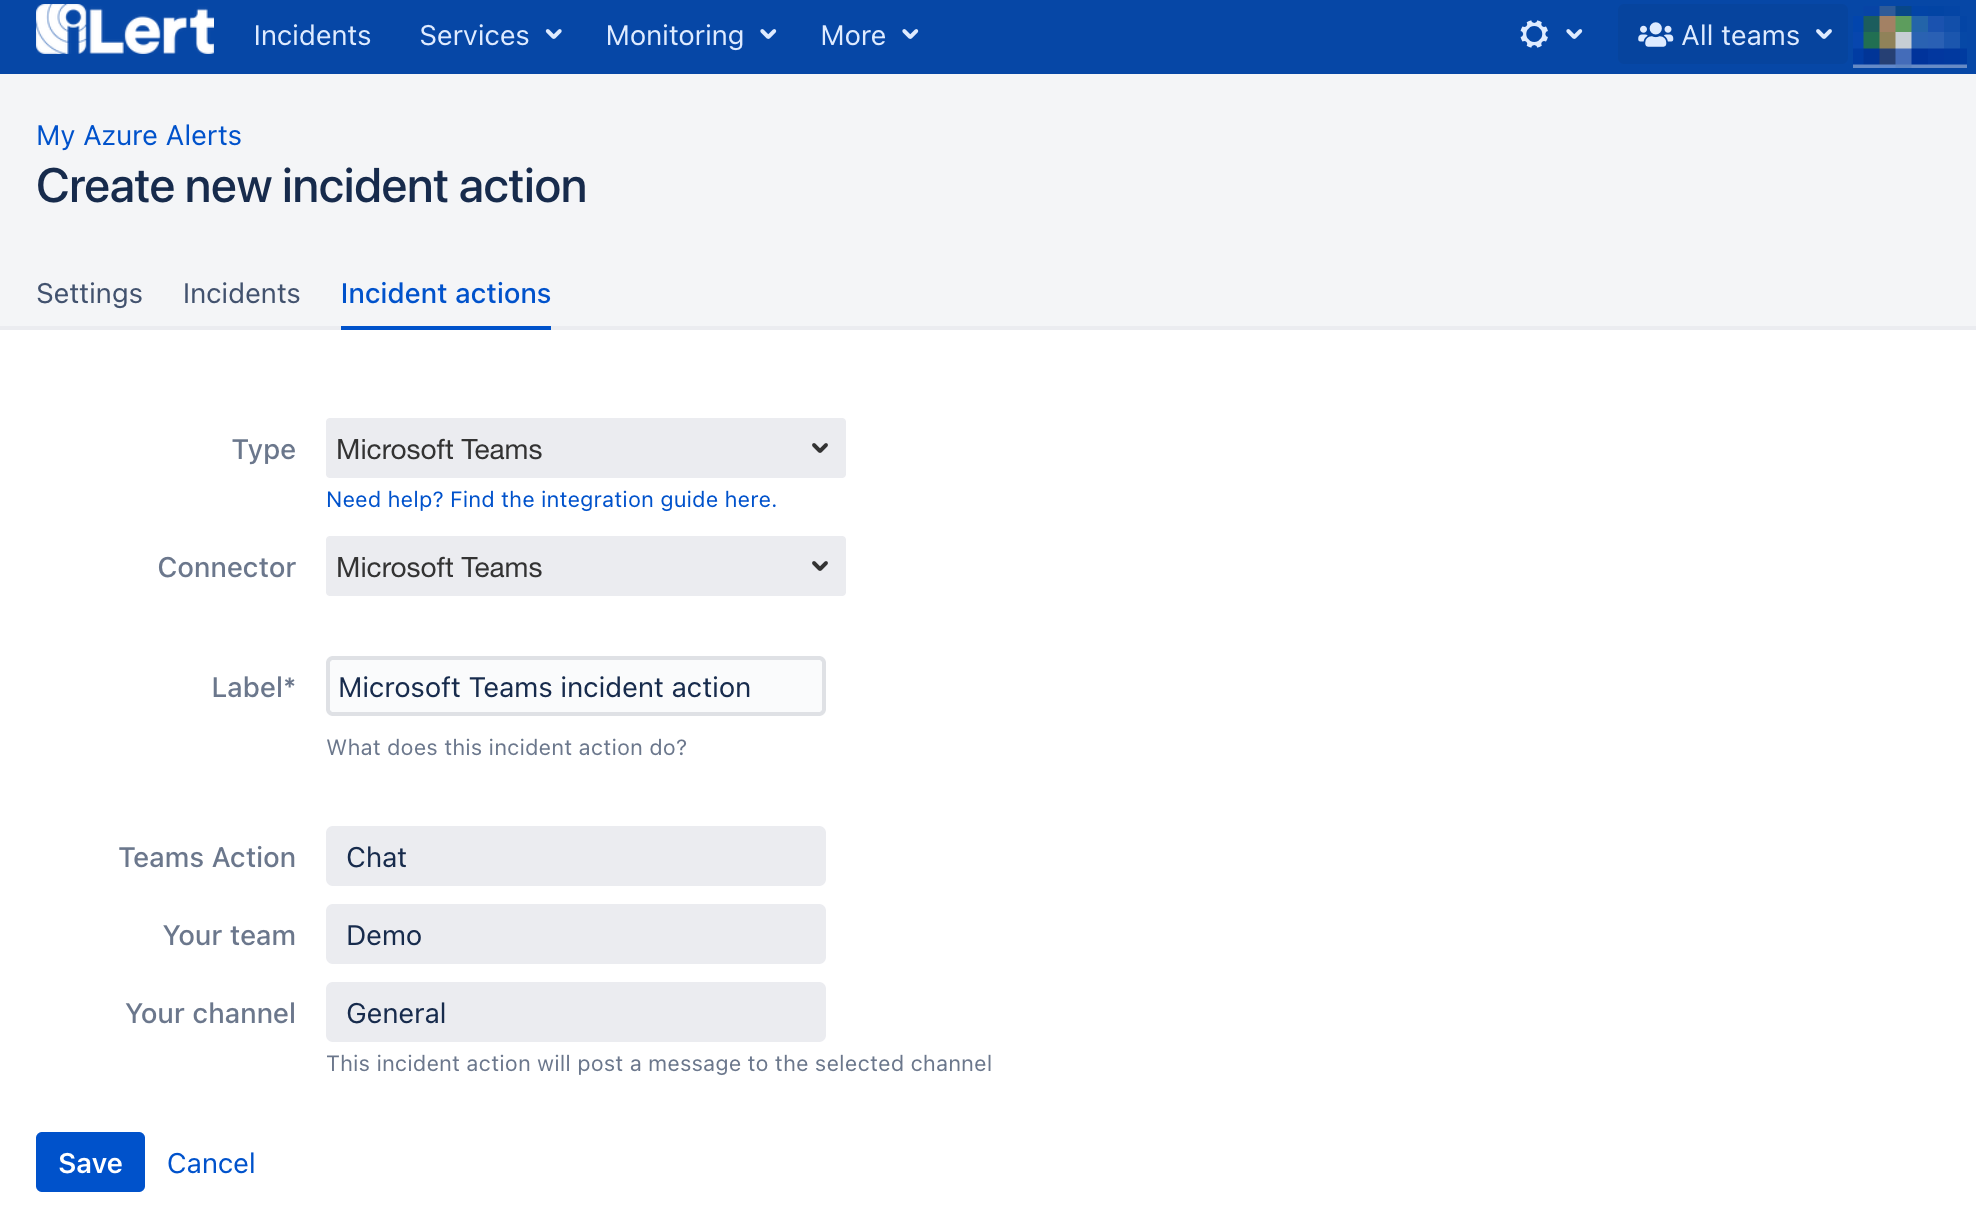 iLert Incidents Services Monitoring More All teams
My Azure Alerts
Create new incident action
Settings Incidents Incident actions
Type Microsoft Teams
Need help? Find the integration guide here.
Connector Microsoft Teams
Label* Microsoft Teams incident action
What does this incident action do?
Teams Action Chat
Your team Demo
Your channel General
This incident action will post a message to the selected channel
Save Cancel